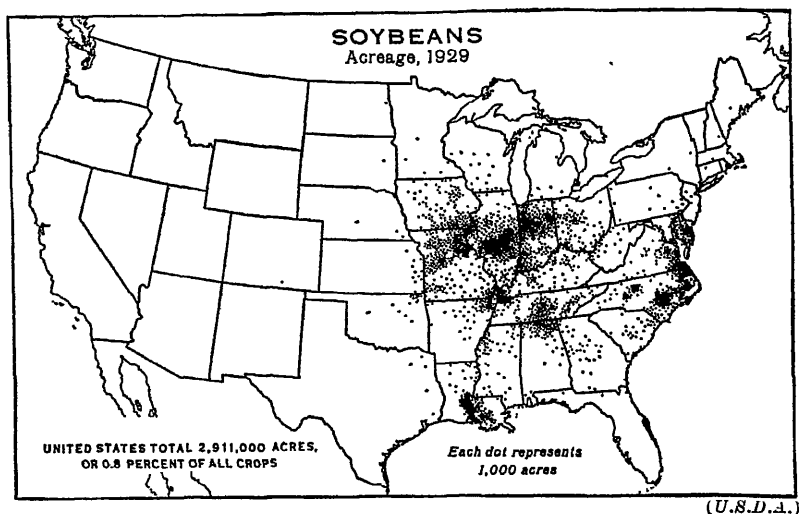 SOYBEANS
Acreage, 1929
UNITED STATES TOTAL 2,911,000 ACRES,
OR 0.8 PERCENT OF ALL CROPS
Each dot represents
1,000 acres
(U.S.D.A.)